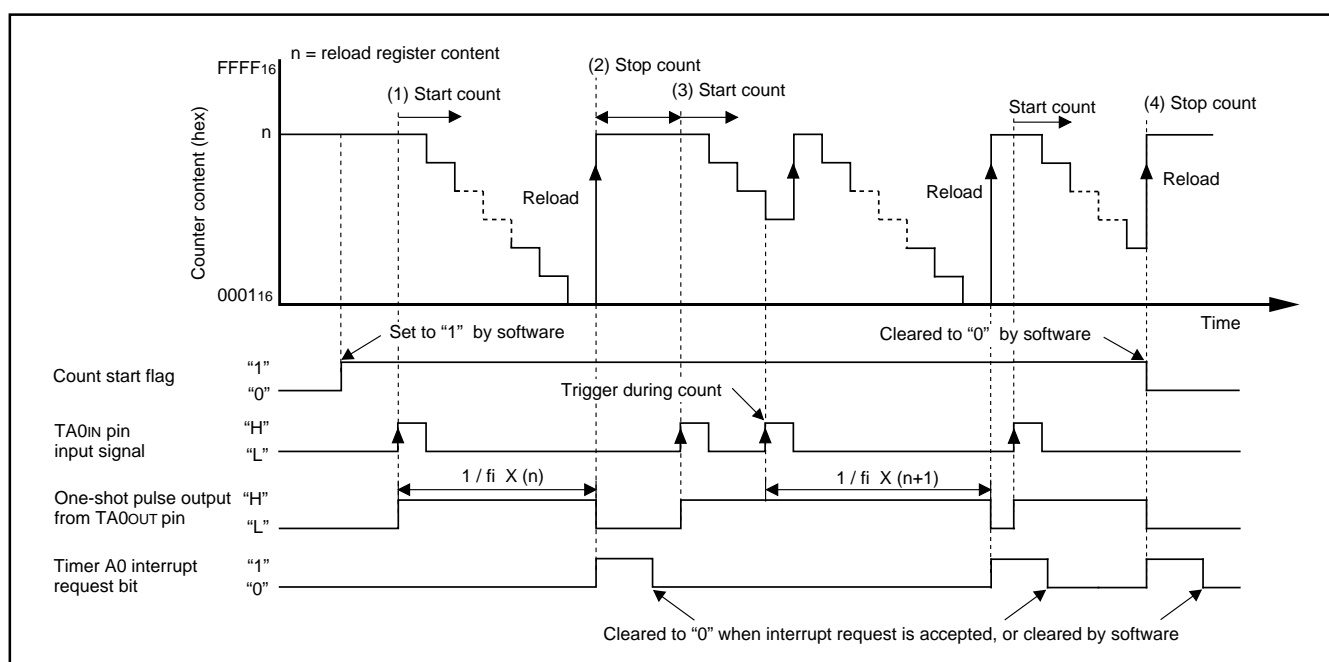 n = reload register content
FFFF16
(1) Start count
(2) Stop count
(3) Start count
Start count
(4) Stop count
n
Counter content (hex)
Reload
Reload
Reload
000116
Time
Set to “1” by software
Cleared to “0” by software
Count start flag
“1”
“0”
Trigger during count
TA0IN pin
input signal
“H”
“L”
1 / fi X (n)
1 / fi X (n+1)
One-shot pulse output
from TA0OUT pin
“H”
“L”
Timer A0 interrupt
request bit
“1”
“0”
Cleared to “0” when interrupt request is accepted, or cleared by software